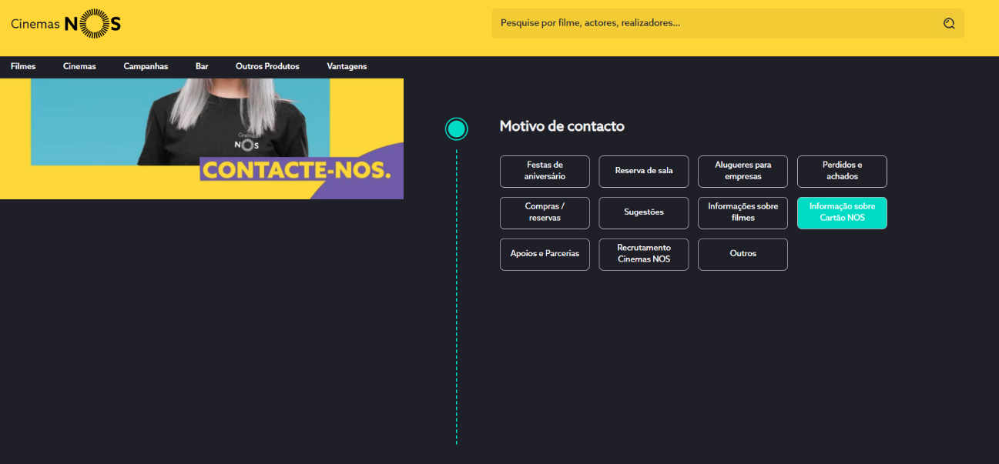 Cinemas NOS
Pesquise por filme, actores, realizadores...
Filmes Cinemas Campanhas Bar Outros Produtos Vantagens
Cinemas
NOS
CONTACTE-NOS.
Motivo de contacto
Festas de
aniversário
Reserva de sala
Alugueres para
empresas
Perdidos e
achados
Compras /
reservas
Sugestões
Informações sobre
filmes
Informação sobre
Cartão NOS
Apoios e Parcerias
Recrutamento
Cinemas NOS
Outros